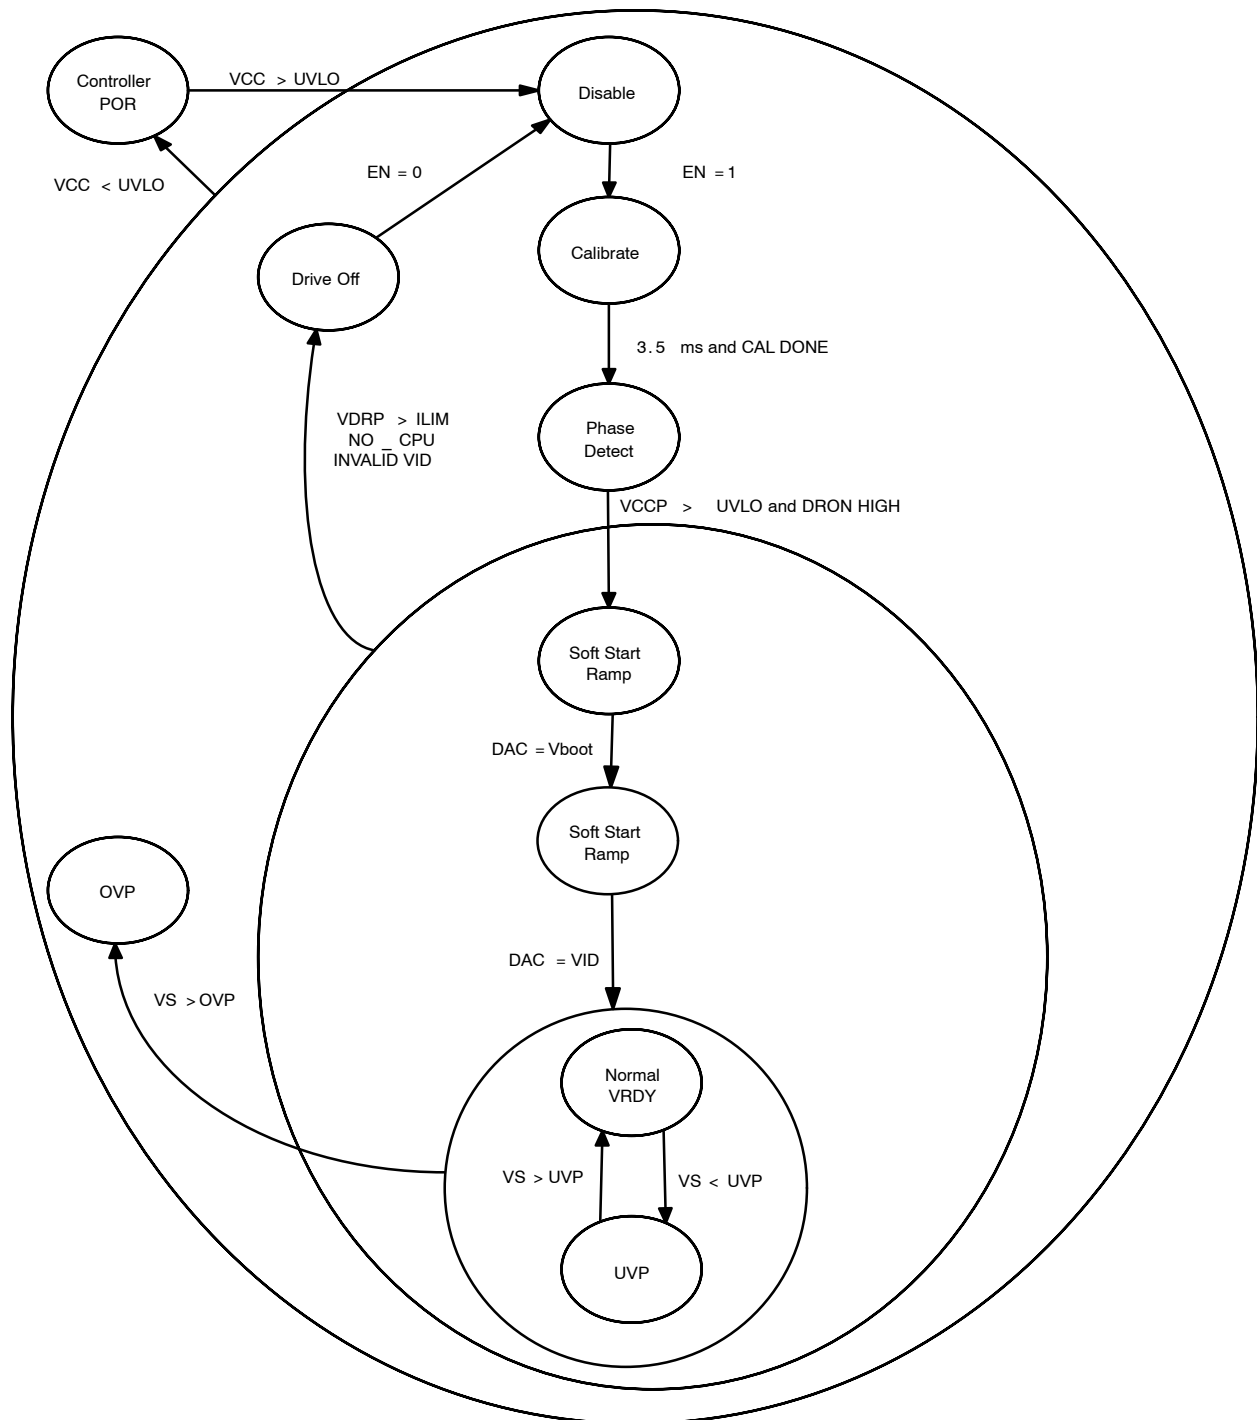 Controller
POR
VCC > UVLO
Disable
VCC < UVLO
EN = 0
EN = 1
Calibrate
Drive Off
3.5 ms and CAL DONE
VDRP > ILIM
NO _ CPU
INVALID VID
Phase
Detect
VCCP > UVLO and DRON HIGH
Soft Start
Ramp
DAC = Vboot
Soft Start
Ramp
OVP
DAC = VID
VS > OVP
Normal
VRDY
VS > UVP
VS < UVP
UVP